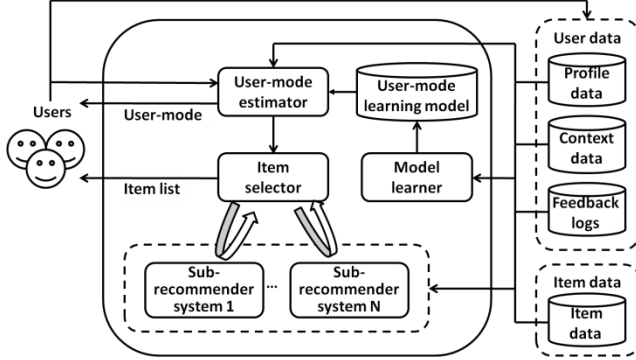 User data
User-mode
estimator
User-mode
learning model
Profile
data
Users
User-mode
Context
data
Item
selector
Model
learner
Item list
Feedback
logs
Sub-
recommender
system 1
...
Sub-
recommender
system N
Item data
Item
data